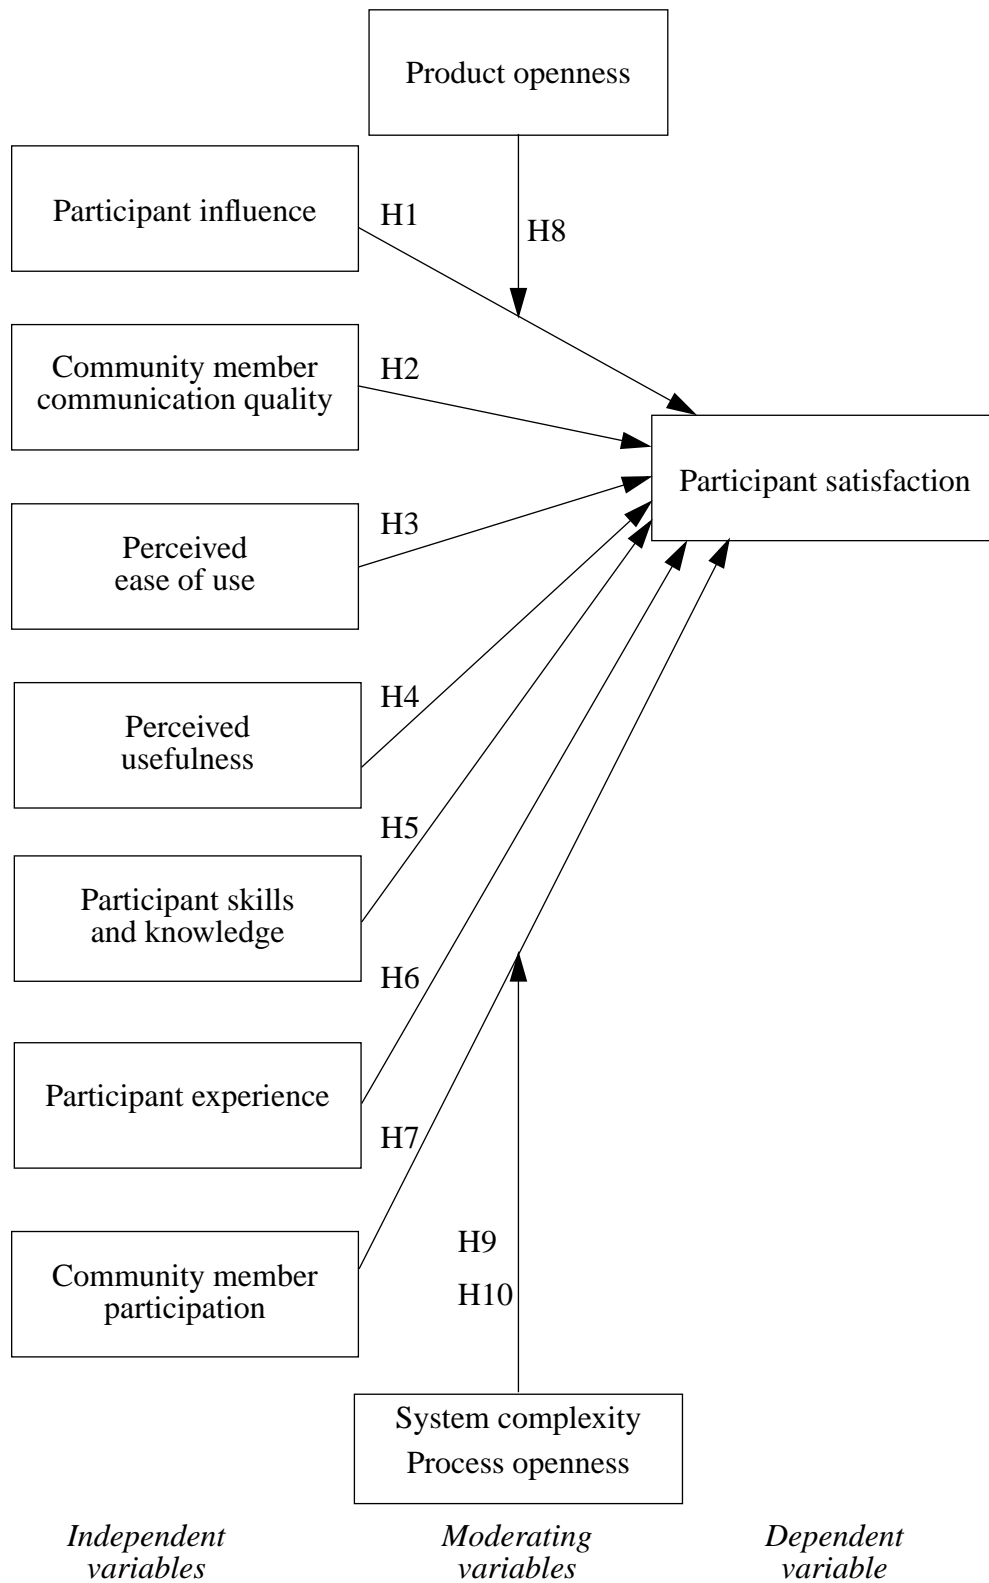 Product openness
Participant influence
H1
H8
Community member
communication quality
H2
Participant satisfaction
Perceived
ease of use
H3
Perceived
usefulness
H4
H5
Participant skills
and knowledge
H6
Participant experience
H7
Community member
participation
H9
H10
System complexity
Process openness
Independent
variables
Moderating
variables
Dependent
variable